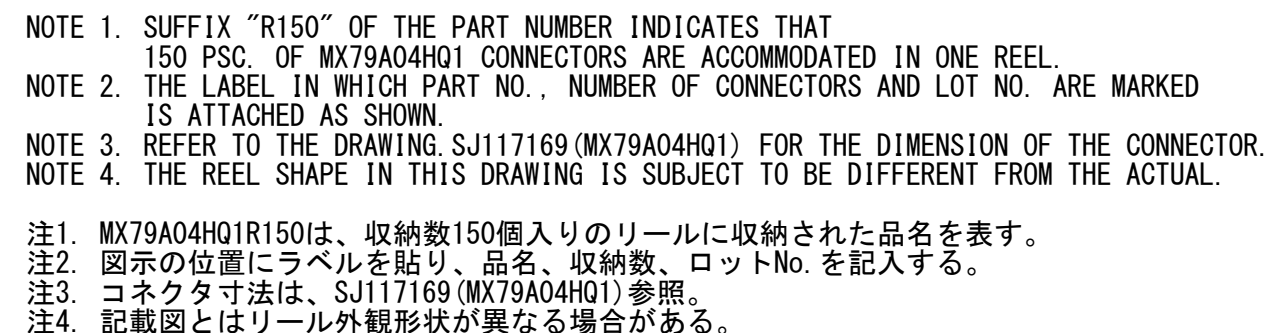 NOTE 1. SUFFIX "R150" OF THE PART NUMBER INDICATES THAT
150 PSC. OF MX79A04HQ1 CONNECTORS ARE ACCOMMODATED IN ONE REEL.
NOTE 2. THE LABEL IN WHICH PART NO., NUMBER OF CONNECTORS AND LOT NO. ARE MARKED
IS ATTACHED AS SHOWN.
NOTE 3. REFER TO THE DRAWING.SJ117169(MX79A04HQ1) FOR THE DIMENSION OF THE CONNECTOR.
NOTE 4. THE REEL SHAPE IN THIS DRAWING IS SUBJECT TO BE DIFFERENT FROM THE ACTUAL.
注1. MX79A04HQ1R150は、収納数150個入りのリールに収納された品名を表す。
注2. 図示の位置にラベルを貼り、品名、収納数、ロットNo.を記入する。
注3. コネクタ寸法は、SJ117169(MX79A04HQ1)参照。
注4. 記載図とはリール外観形状が異なる場合がある。